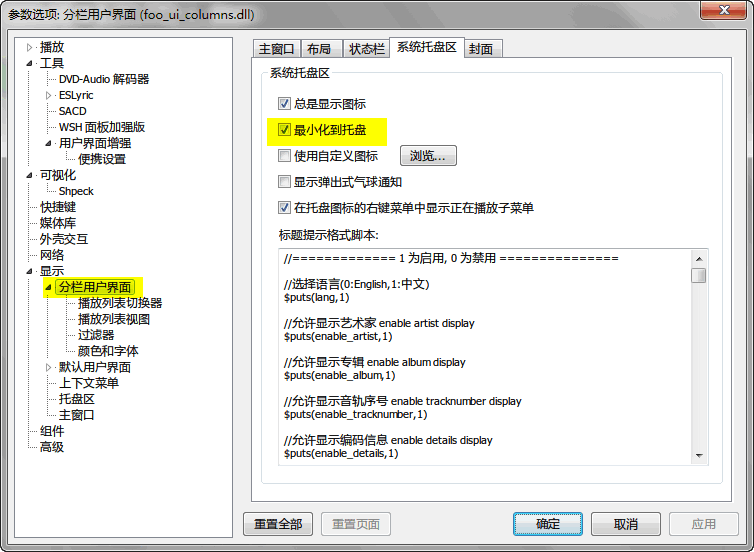 参数选项: 分栏用户界面 (foo_ui_columns.dll)
播放
工具
DVD-Audio 解码器
ESLyric
SACD
WSH 面板加强版
用户界面增强
便携设置
可视化
Shpeck
快捷键
媒体库
外壳交互
网络
显示
分栏用户界面
播放列表切换器
播放列表视图
过滤器
颜色和字体
默认用户界面
上下文菜单
托盘区
主窗口
组件
高级
主窗口 布局 状态栏 系统托盘区 封面
系统托盘区
总是显示图标
最小化到托盘
使用自定义图标 浏览...
显示弹出式气球通知
在托盘图标的右键菜单中显示正在播放子菜单
标题提示格式脚本:
//============= 1 为启用, 0 为禁用 ===============
//选择语言(0:English,1:中文)
$puts(lang,1)
//允许显示艺术家 enable artist display
$puts(enable_artist,1)
//允许显示专辑 enable album display
$puts(enable_album,1)
//允许显示音轨序号 enable tracknumber display
$puts(enable_tracknumber,1)
//允许显示编码信息 enable details display
$puts(enable_details,1)
重置全部 重置页面 确定 取消 应用